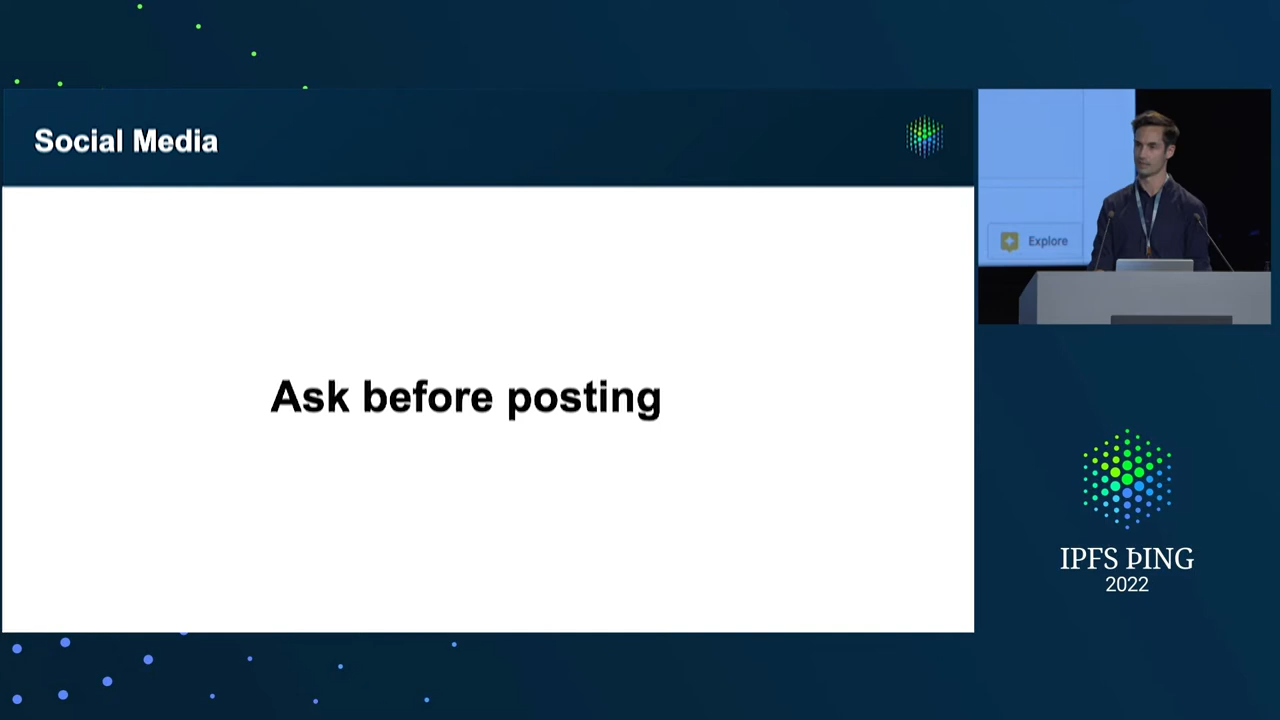 Social Media
Ask before posting
Explore
IPFS ÞING
2022